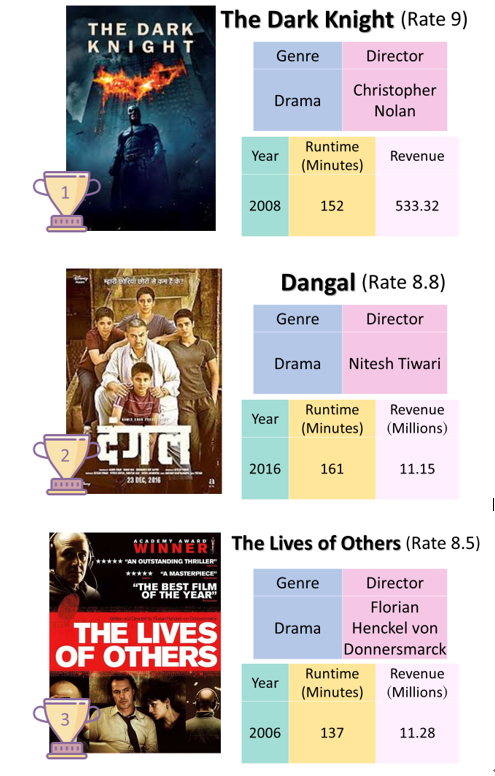 THE DARK
KNIGHT
1
The Dark Knight (Rate 9)
Genre Director
Drama Christopher
Nolan
Year Runtime
(Minutes) Revenue
2008 152 533.32
म्हारी छोरियां छोरों से कम हैं के?
दंगल
23 DEC, 2016
2
Dangal (Rate 8.8)
Genre Director
Drama Nitesh Tiwari
Year Runtime
(Minutes) Revenue
(Millions)
2016 161 11.15
ACADEMY AWARD
WINNER
"AN OUTSTANDING THRILLER"
"A MASTERPIECE"
"THE BEST FILM
OF THE YEAR"
THE LIVES
OF OTHERS
3
The Lives of Others (Rate 8.5)
Genre Director
Drama Florian
Henckel von
Donnersmarck
Year Runtime
(Minutes) Revenue
(Millions)
2006 137 11.28